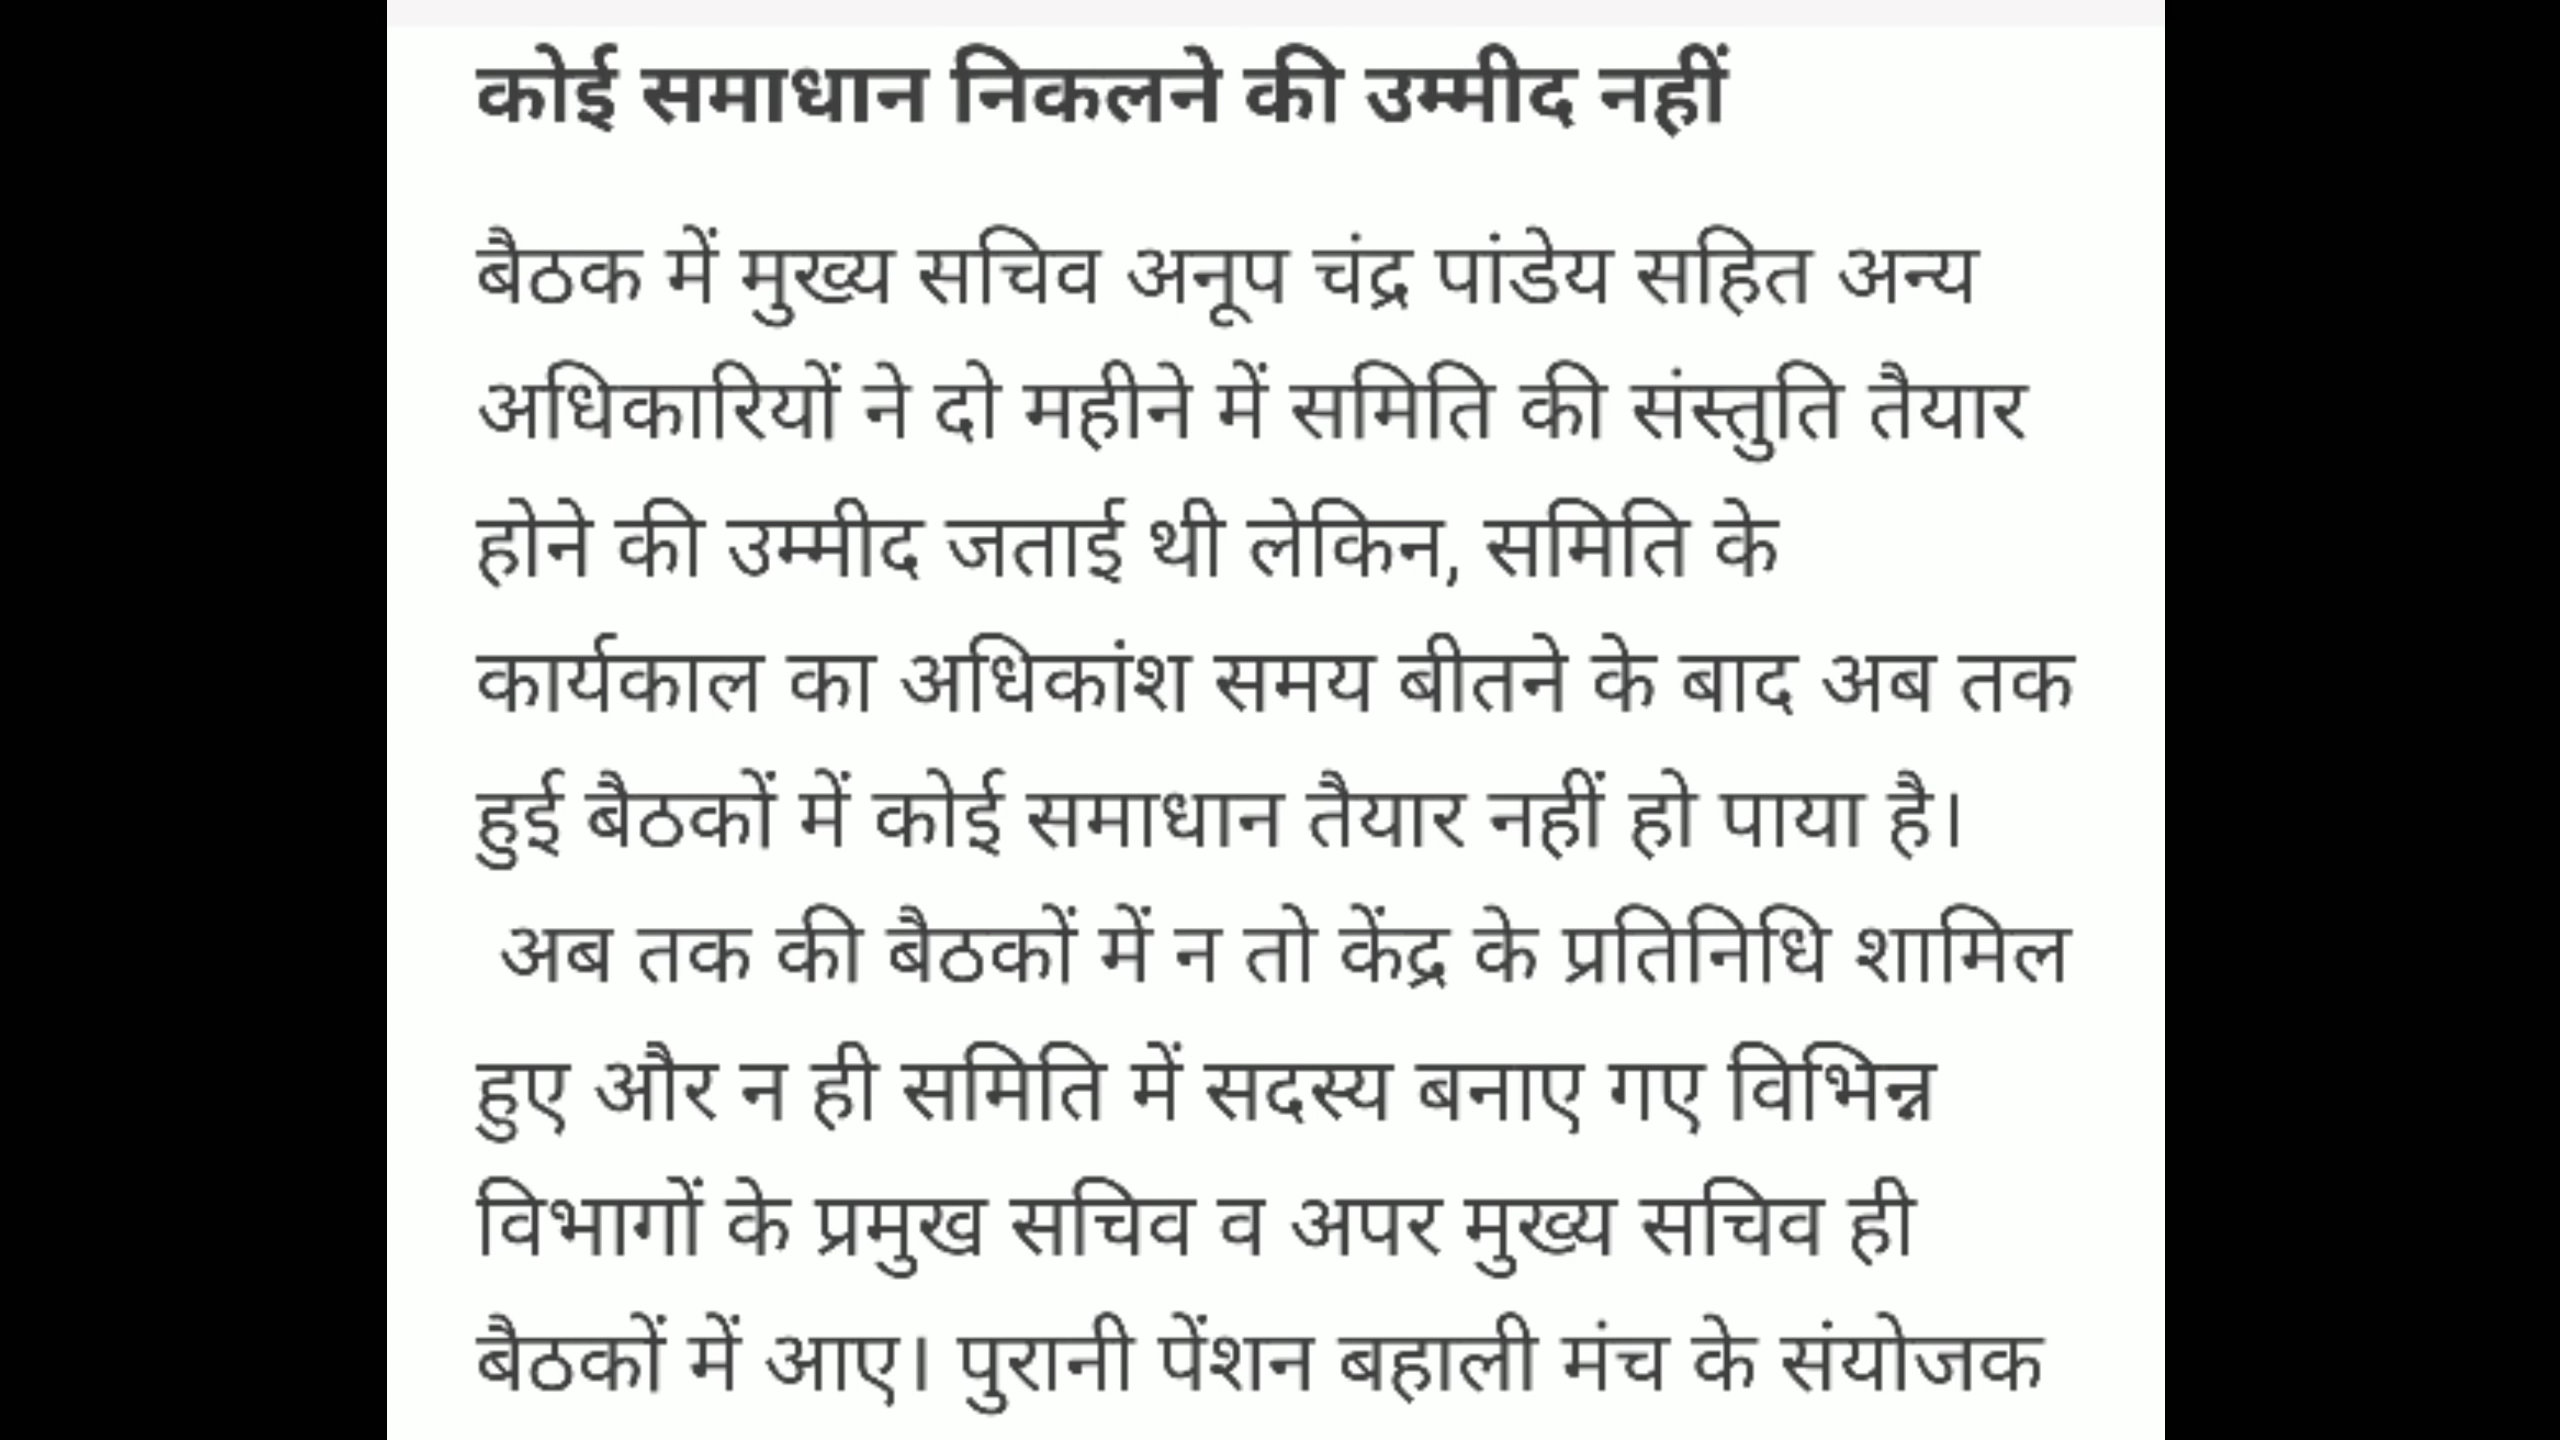 कोई समाधान निकलने की उम्मीद नहीं
बैठक में मुख्य सचिव अनूप चंद्र पांडेय सहित अन्य
अधिकारियों ने दो महीने में समिति की संस्तुति तैयार
होने की उम्मीद जताई थी लेकिन, समिति के
कार्यकाल का अधिकांश समय बीतने के बाद अब तक
हुई बैठकों में कोई समाधान तैयार नहीं हो पाया है।
अब तक की बैठकों में न तो केंद्र के प्रतिनिधि शामिल
हुए और न ही समिति में सदस्य बनाए गए विभिन्न
विभागों के प्रमुख सचिव व अपर मुख्य सचिव ही
बैठकों में आए। पुरानी पेंशन बहाली मंच के संयोजक